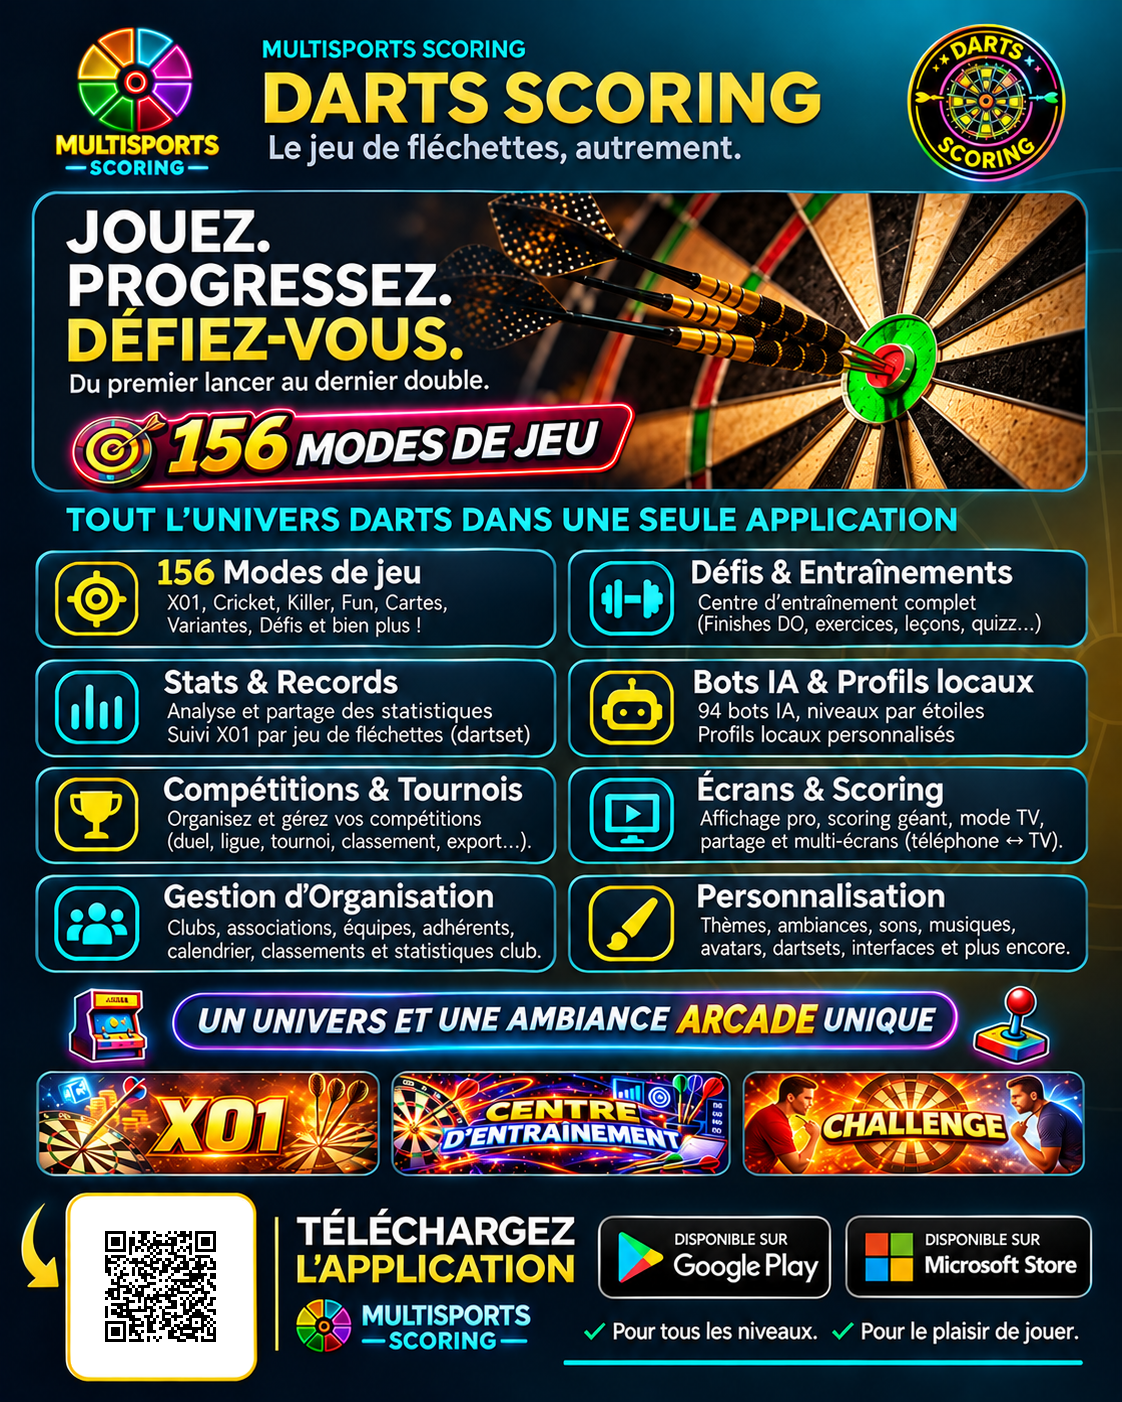 MULTISPORTS
SCORING
MULTISPORTS SCORING
DARTS SCORING
Le jeu de fléchettes, autrement.
DARTS
SCORING
JOUEZ.
PROGRESSEZ.
DÉFIEZ-VOUS.
Du premier lancer au dernier double.
156 MODES DE JEU
TOUT L'UNIVERS DARTS DANS UNE SEULE APPLICATION
156 Modes de jeu
X01, Cricket, Killer, Fun, Cartes,
Variantes, Défis et bien plus !
Défis & Entraînements
Centre d'entraînement complet
(Finishes DO, exercices, leçons, quizz...)
Stats & Records
Analyse et partage des statistiques
Suivi X01 par jeu de fléchettes (dartset)
Bots IA & Profils locaux
94 bots IA, niveaux par étoiles
Profils locaux personnalisés
Compétitions & Tournois
Organisez et gérez vos compétitions
(duel, ligue, tournoi, classement, export...).
Écrans & Scoring
Affichage pro, scoring géant, mode TV,
partage et multi-écrans (téléphone ↔ TV).
Gestion d'Organisation
Clubs, associations, équipes, adhérents,
calendrier, classements et statistiques club.
Personnalisation
Thèmes, ambiances, sons, musiques,
avatars, dartsets, interfaces et plus encore.
UN UNIVERS ET UNE AMBIANCE ARCADE UNIQUE
X01
CENTRE
D'ENTRAINEMENT
CHALLENGE
TÉLÉCHARGEZ
L'APPLICATION
MULTISPORTS
SCORING
DISPONIBLE SUR
Google Play
DISPONIBLE SUR
Microsoft Store
Pour tous les niveaux.
Pour le plaisir de jouer.